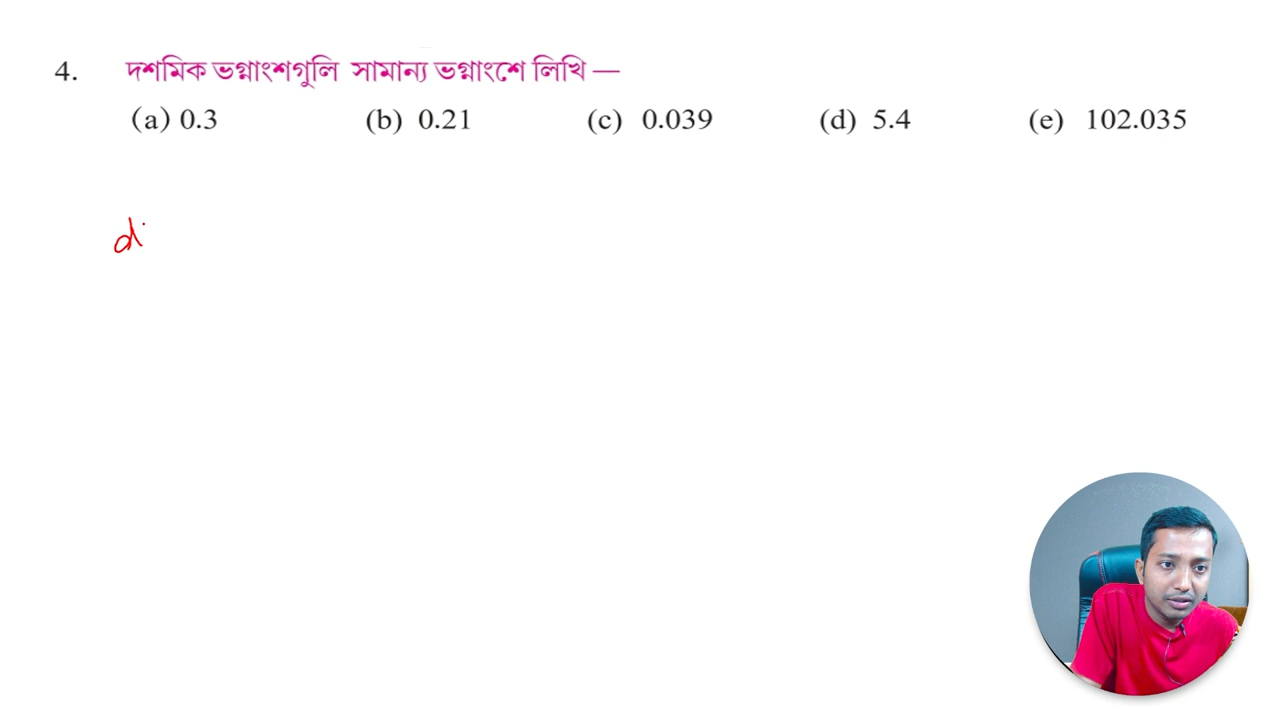 4. দশমিক ভগ্নাংশগুলি সামান্য ভগ্নাংশে লিখি —
(a) 0.3 (b) 0.21 (c) 0.039 (d) 5.4 (e) 102.035
d